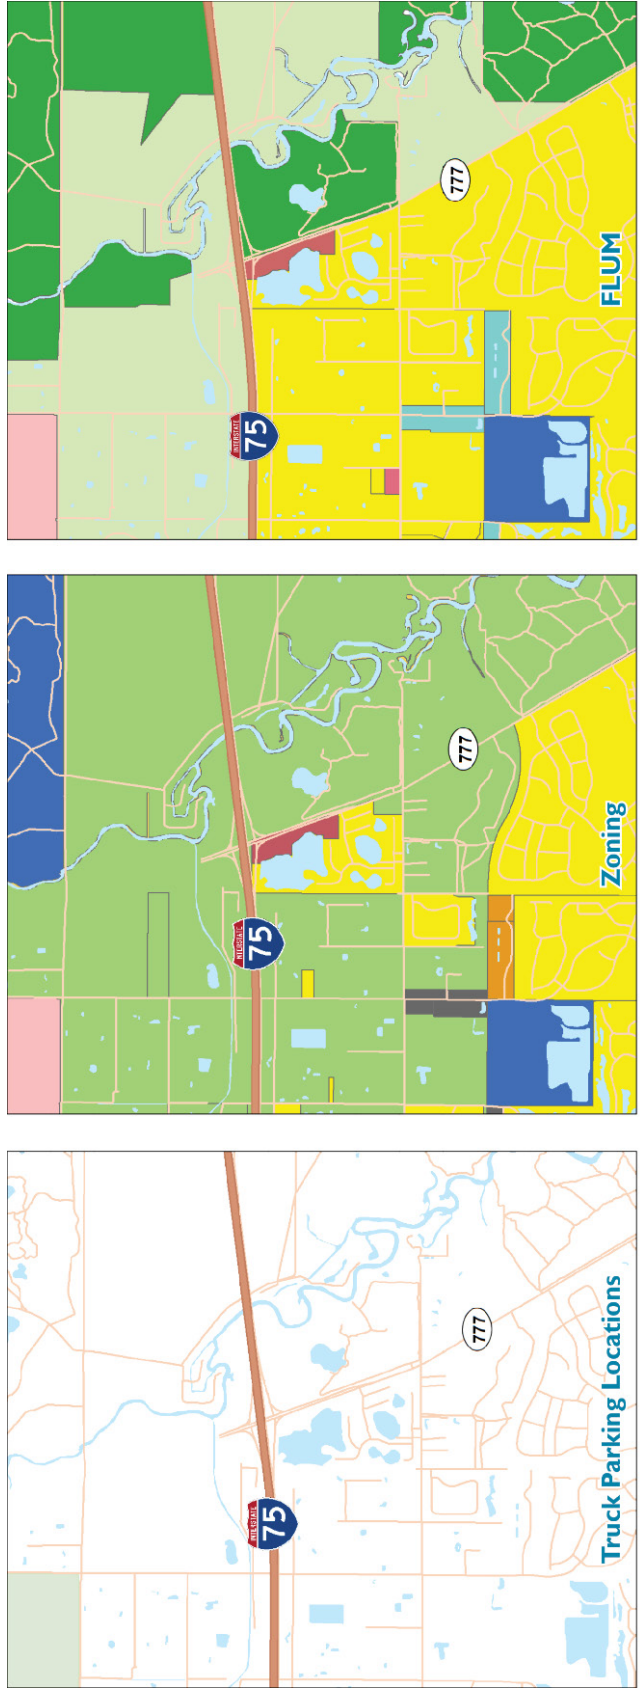 Truck Parking Locations
INTERSTATE
75
777
Zoning
INTERSTATE
75
777
FLUM
INTERSTATE
75
777